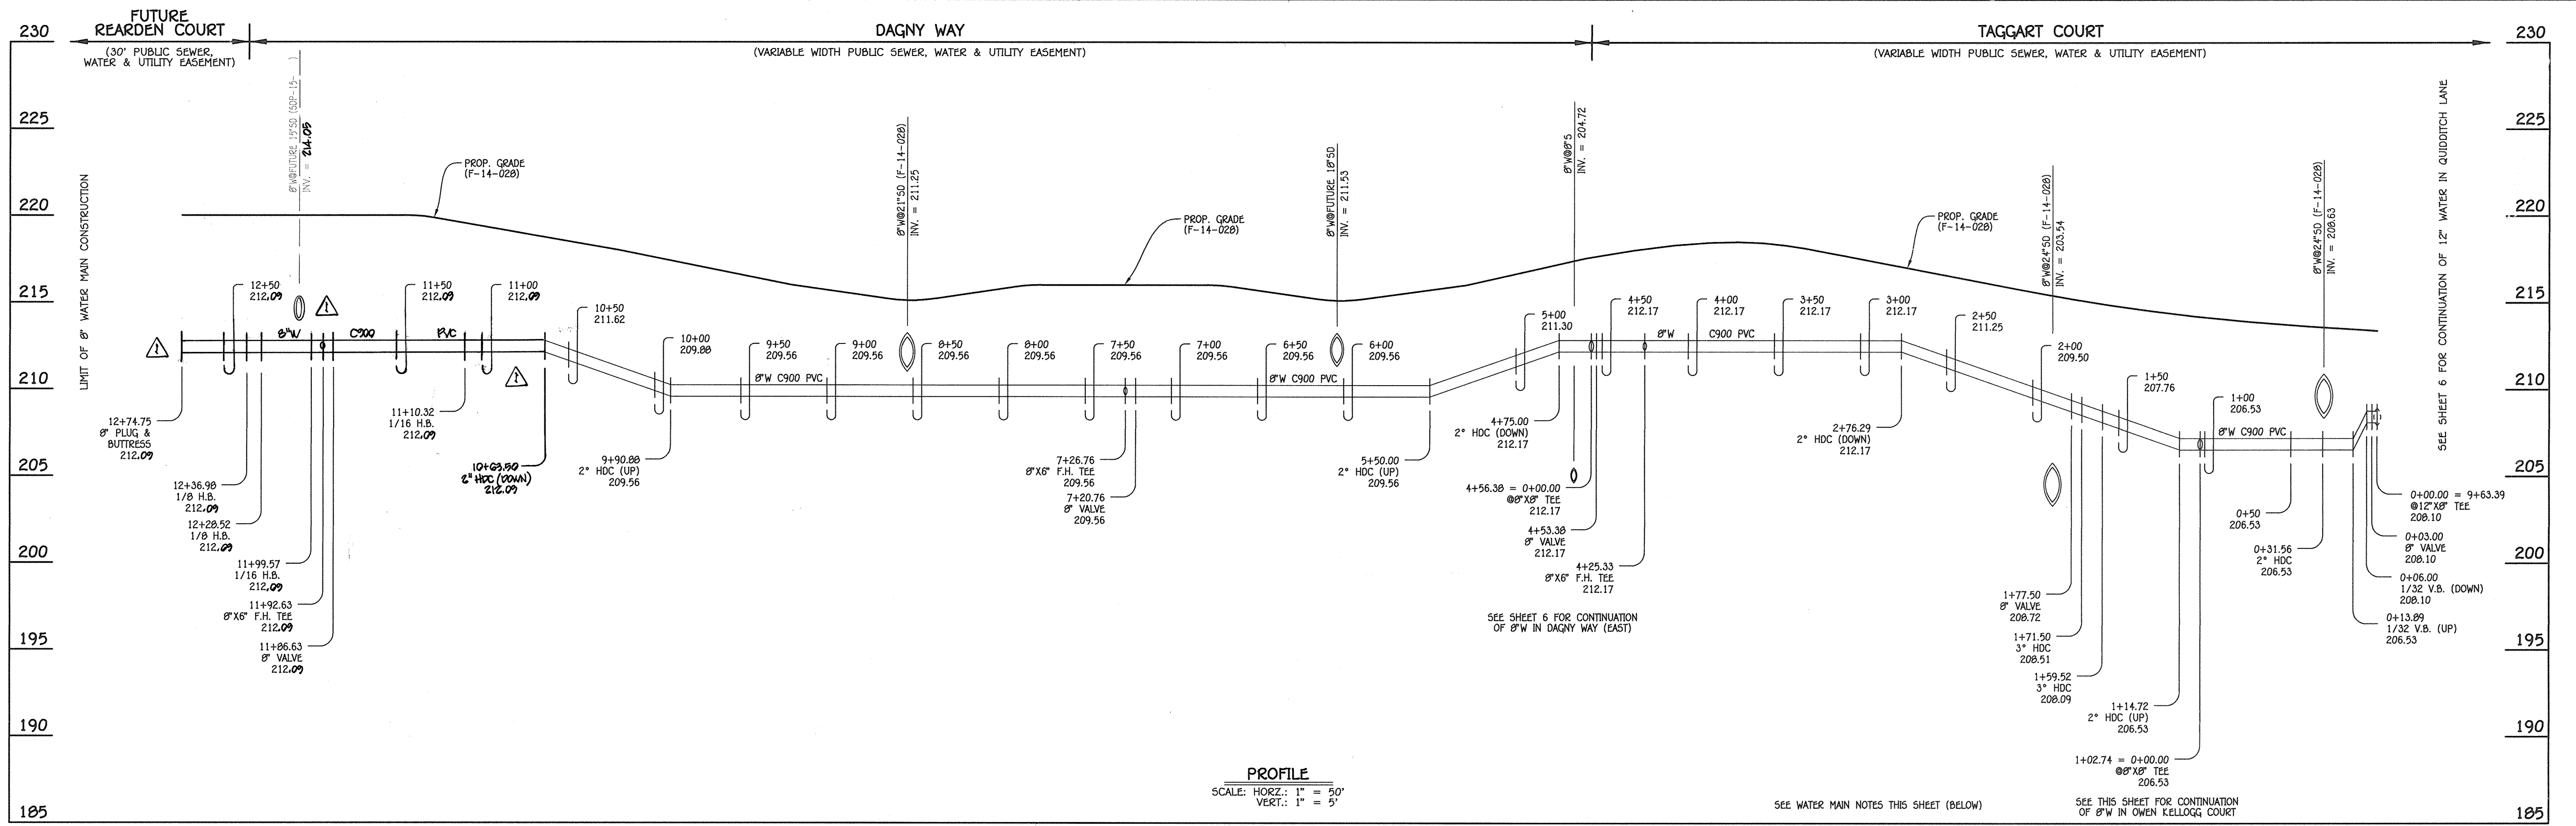 FUTURE
REARDEN COURT
(30' PUBLIC SEWER,
WATER & UTILITY EASEMENT)
DAGNY WAY
(VARIABLE WIDTH PUBLIC SEWER, WATER & UTILITY EASEMENT)
TAGGART COURT
(VARIABLE WIDTH PUBLIC SEWER, WATER & UTILITY EASEMENT)
230
225
220
215
210
205
200
195
190
185
230
225
220
215
210
205
200
195
190
185
LIMIT OF 8" WATER MAIN CONSTRUCTION
8"W@FUTURE 15"SD (SDP-15- )
INV. = 214.05
PROP. GRADE
(F-14-028)
8"W@21"SD (F-14-028)
INV. = 211.25
PROP. GRADE
(F-14-028)
8"W@FUTURE 18"SD
INV. = 211.53
8"W@8"S
INV. = 204.72
PROP. GRADE
(F-14-028)
8"W@24"SD (F-14-028)
INV. = 203.54
8"W@24"SD (F-14-028)
INV. = 208.63
SEE SHEET 6 FOR CONTINUATION OF 12" WATER IN QUIDDITCH LANE
12+50
212.09
11+50
212.09
11+00
212.09
10+50
211.62
10+00
209.88
9+50
209.56
9+00
209.56
8+50
209.56
8+00
209.56
7+50
209.56
7+00
209.56
6+50
209.56
6+00
209.56
5+00
211.30
4+50
212.17
4+00
212.17
3+50
212.17
3+00
212.17
2+50
211.25
2+00
209.50
1+50
207.76
1+00
206.53
8"W C900 PVC
8"W C900 PVC
8"W C900 PVC
8"W C900 PVC
8"W C900 PVC
1
1
1
12+74.75
8" PLUG &
BUTTRESS
212.09
12+36.98
1/8 H.B.
212.09
12+28.52
1/8 H.B.
212.09
11+99.57
1/16 H.B.
212.09
11+92.63
8"X6" F.H. TEE
212.09
11+86.63
8" VALVE
212.09
11+10.32
1/16 H.B.
212.09
10+63.50
2° HDC (DOWN)
212.09
9+90.88
2° HDC (UP)
209.56
7+26.76
8"X6" F.H. TEE
209.56
7+20.76
8" VALVE
209.56
5+50.00
2° HDC (UP)
209.56
4+75.00
2° HDC (DOWN)
212.17
4+56.38 = 0+00.00
@8"X8" TEE
212.17
4+53.38
8" VALVE
212.17
4+25.33
8"X6" F.H. TEE
212.17
SEE SHEET 6 FOR CONTINUATION
OF 8"W IN DAGNY WAY (EAST)
2+76.29
2° HDC (DOWN)
212.17
1+77.50
8" VALVE
208.72
1+71.50
3° HDC
208.51
1+59.52
3° HDC
208.09
1+14.72
2° HDC (UP)
206.53
1+02.74 = 0+00.00
@8"X8" TEE
206.53
SEE THIS SHEET FOR CONTINUATION
OF 8"W IN OWEN KELLOGG COURT
0+50
206.53
0+31.56
2° HDC
206.53
0+00.00 = 9+63.39
@12"X8" TEE
208.10
0+03.00
8" VALVE
208.10
0+06.00
1/32 V.B. (DOWN)
208.10
0+13.89
1/32 V.B. (UP)
206.53
PROFILE
SCALE: HORZ.: 1" = 50'
VERT.: 1" = 5'
SEE WATER MAIN NOTES THIS SHEET (BELOW)